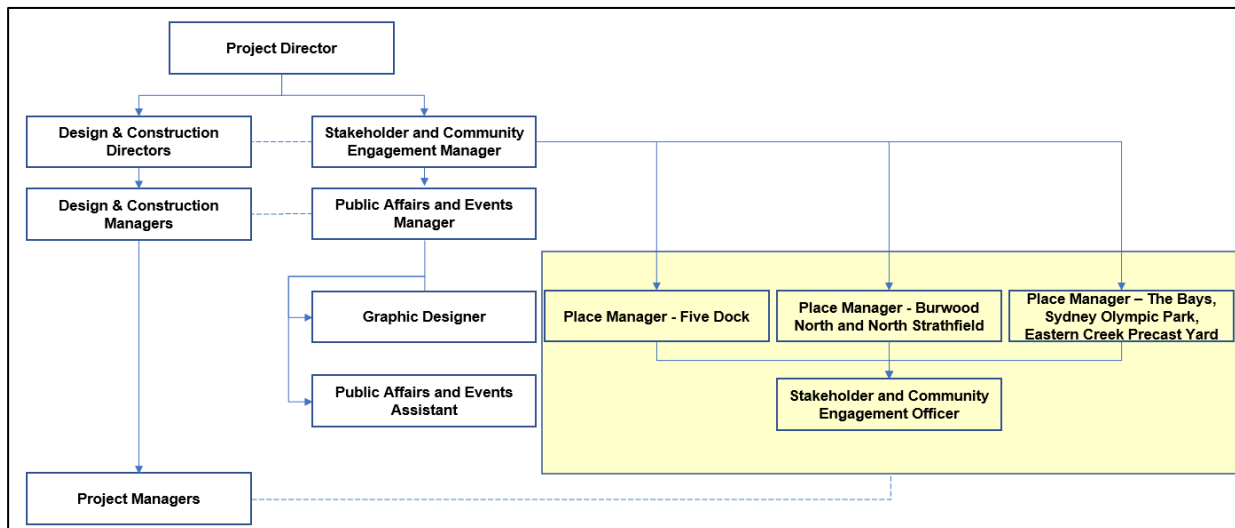 Project Director
Design & Construction
Directors
Stakeholder and Community
Engagement Manager
Design & Construction
Managers
Public Affairs and Events
Manager
Graphic Designer
Place Manager - Five Dock
Place Manager - Burwood
North and North Strathfield
Place Manager – The Bays,
Sydney Olympic Park,
Eastern Creek Precast Yard
Public Affairs and Events
Assistant
Stakeholder and Community
Engagement Officer
Project Managers